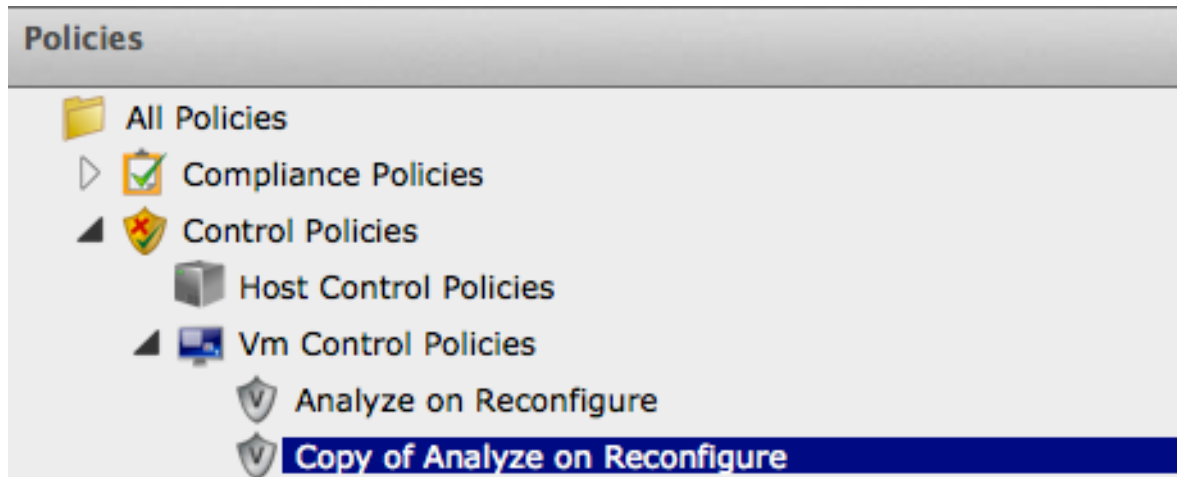 Policies
All Policies
Compliance Policies
Control Policies
Host Control Policies
Vm Control Policies
V Analyze on Reconfigure
V Copy of Analyze on Reconfigure